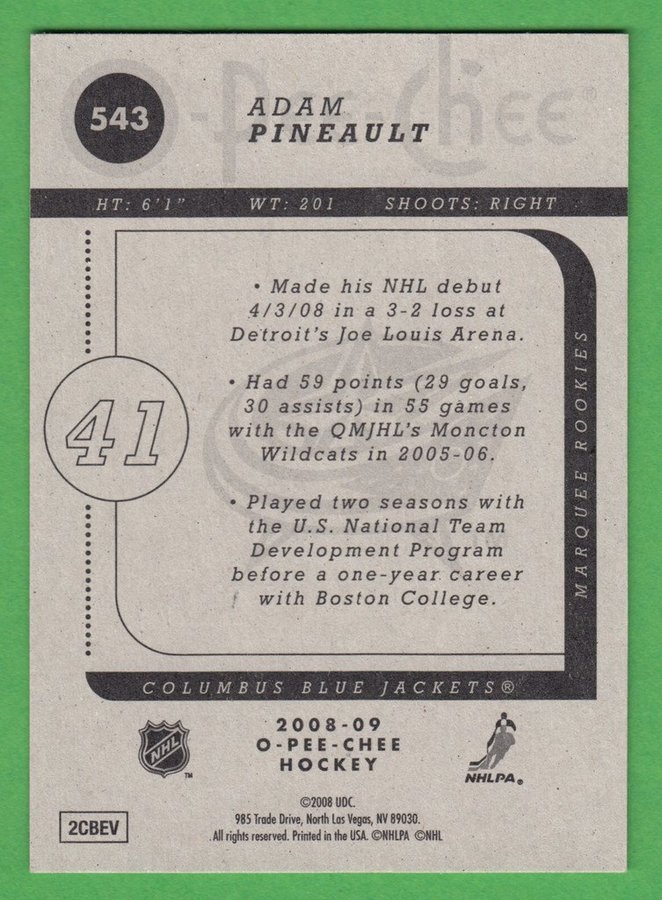 O-Pee-Chee®
543
ADAM
PINEAULT
HT: 6'1" WT: 201 SHOOTS: RIGHT
• Made his NHL debut
4/3/08 in a 3-2 loss at
Detroit's Joe Louis Arena.
• Had 59 points (29 goals,
30 assists) in 55 games
with the QMJHL's Moncton
Wildcats in 2005-06.
• Played two seasons with
the U.S. National Team
Development Program
before a one-year career
with Boston College.
41
MARQUEE ROOKIES
COLUMBUS BLUE JACKETS®
NHL
TM
2008-09
O-PEE-CHEE
HOCKEY
NHLPA®
2CBEV
©2008 UDC.
985 Trade Drive, North Las Vegas, NV 89030.
All rights reserved. Printed in the USA. ©NHLPA ©NHL